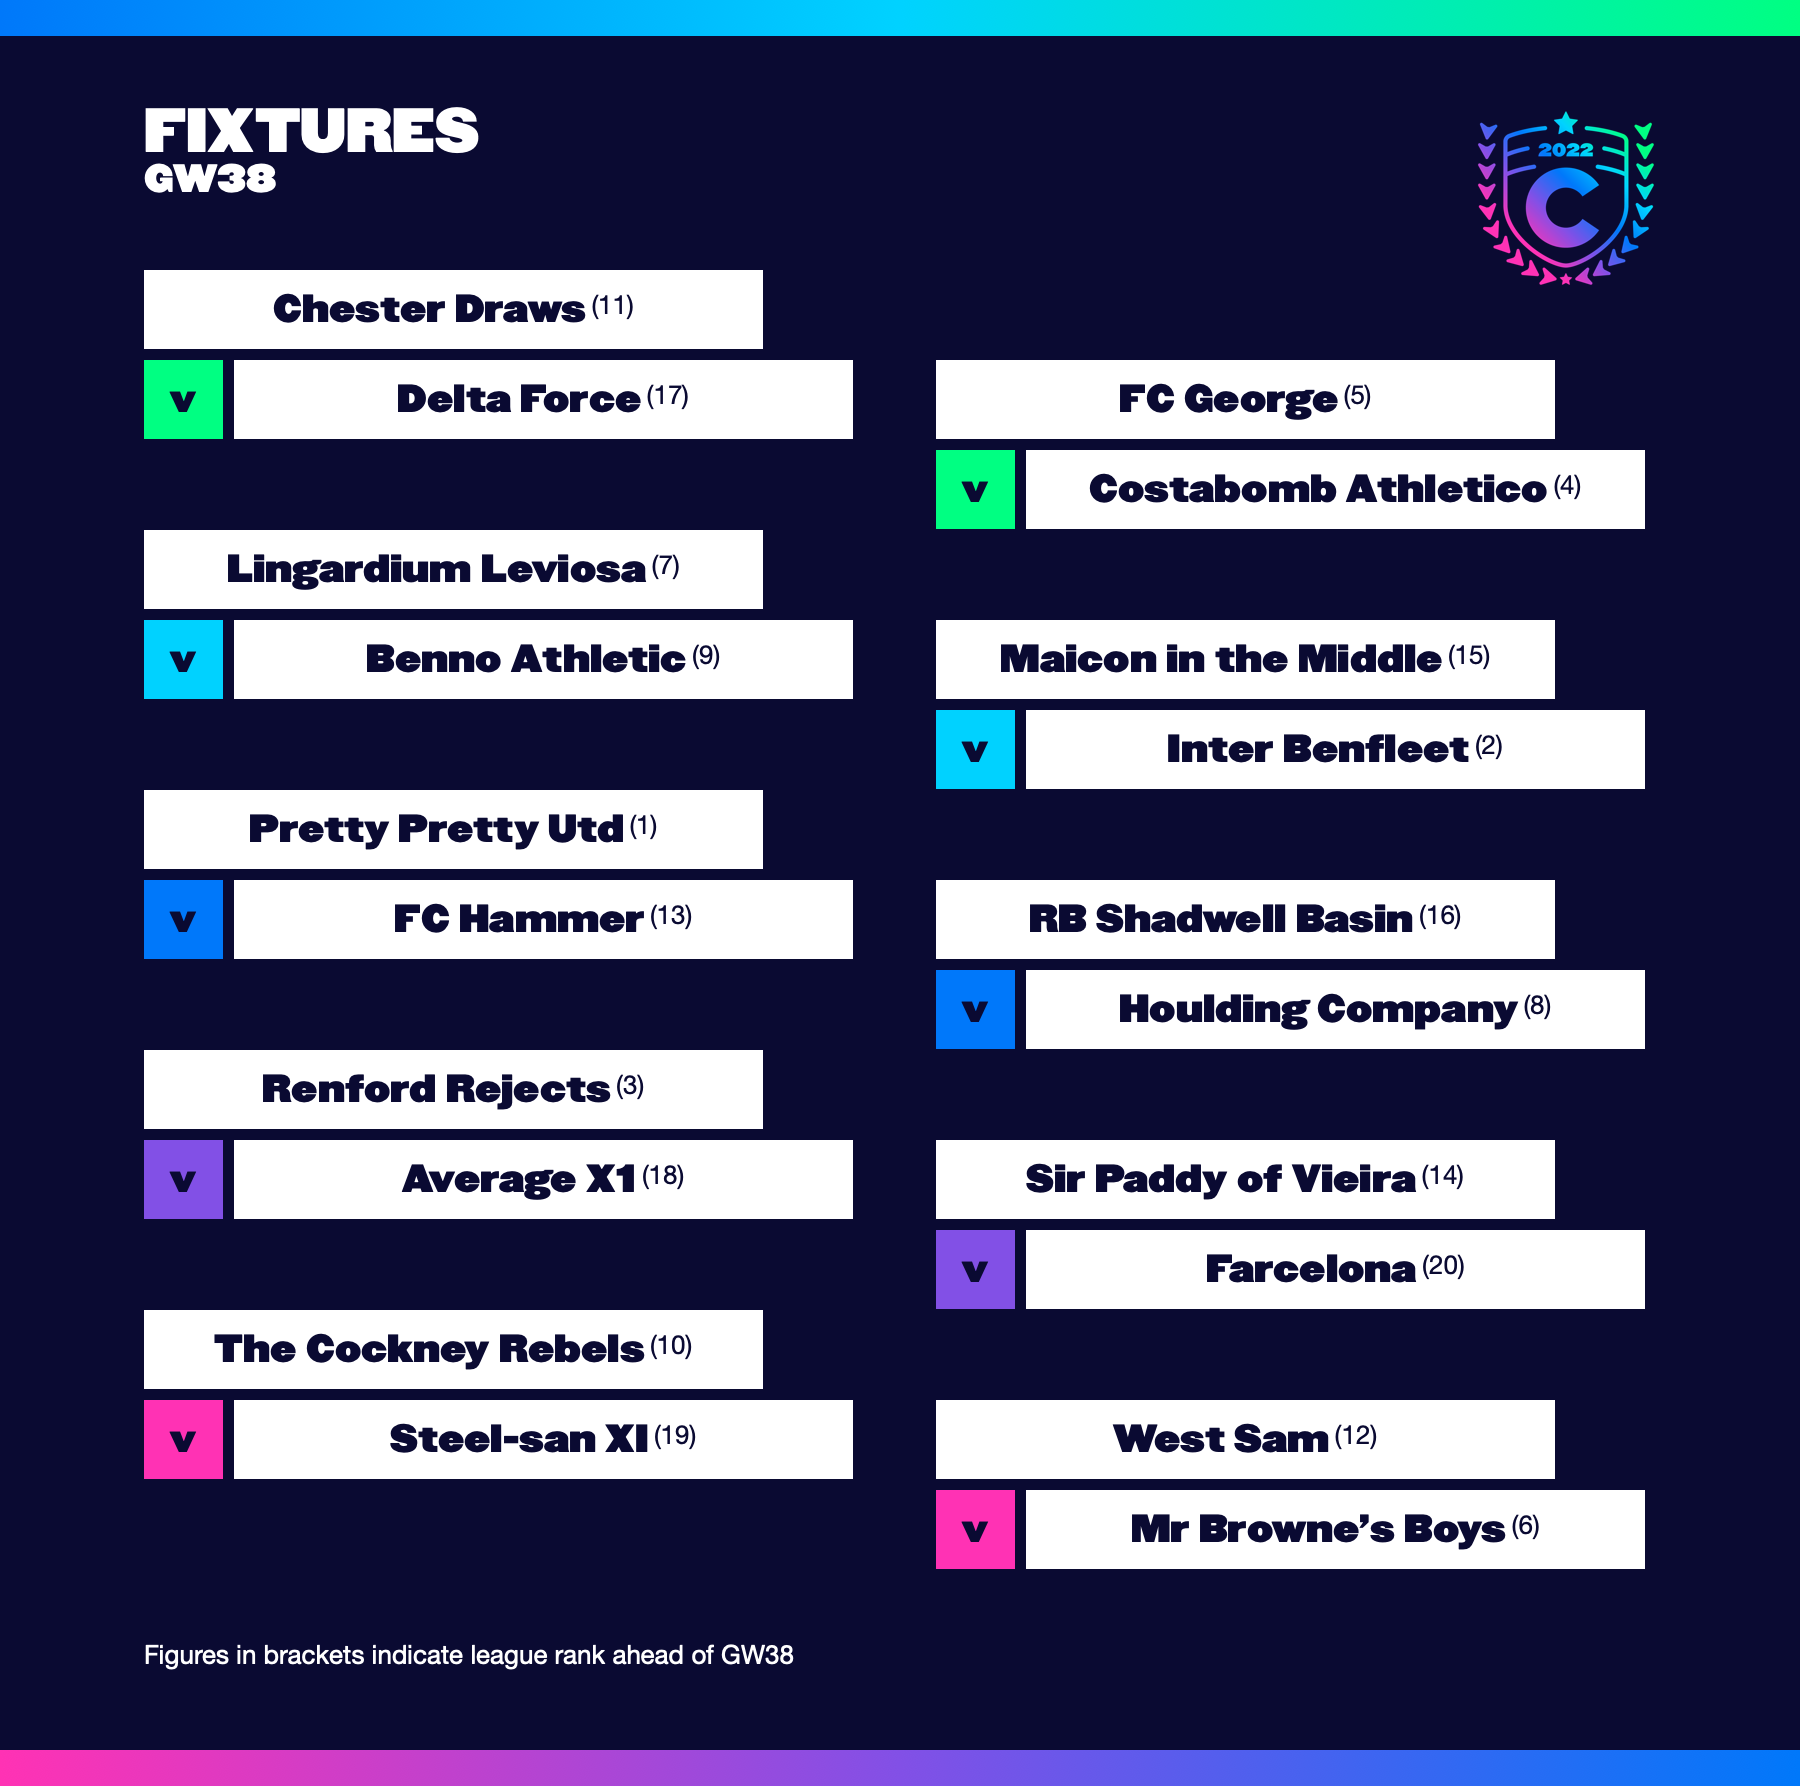 FIXTURES
GW38
2022
C
Chester Draws (11)
v Delta Force (17)
Lingardium Leviosa (7)
v Benno Athletic (9)
Pretty Pretty Utd (1)
v FC Hammer (13)
Renford Rejects (3)
v Average X1 (18)
The Cockney Rebels (10)
v Steel-san XI (19)
FC George (5)
v Costabomb Athletico (4)
Maicon in the Middle (15)
v Inter Benfleet (2)
RB Shadwell Basin (16)
v Houlding Company (8)
Sir Paddy of Vieira (14)
v Farcelona (20)
West Sam (12)
v Mr Browne’s Boys (6)
Figures in brackets indicate league rank ahead of GW38